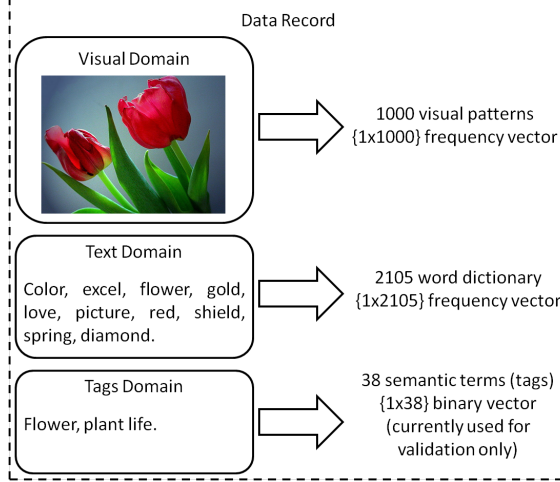 Data Record
Visual Domain
1000 visual patterns
{1x1000} frequency vector
Text Domain
Color, excel, flower, gold,
love, picture, red, shield,
spring, diamond.
2105 word dictionary
{1x2105} frequency vector
Tags Domain
Flower, plant life.
38 semantic terms (tags)
{1x38} binary vector
(currently used for
validation only)